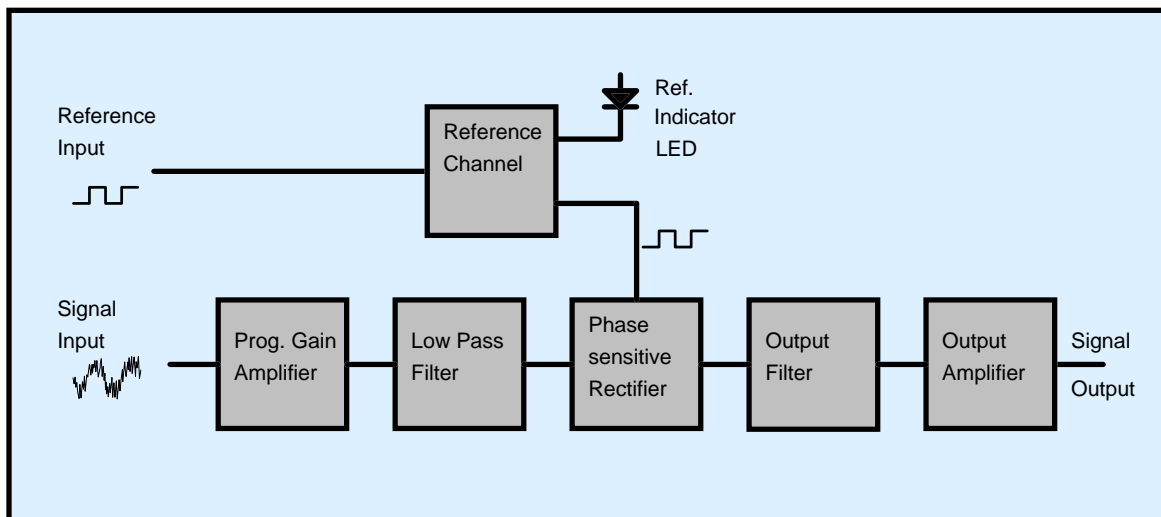 Reference
Input
Reference
Channel
Ref.
Indicator
LED
Signal
Input
Prog. Gain
Amplifier
Low Pass
Filter
Phase
sensitive
Rectifier
Output
Filter
Output
Amplifier
Signal
Output